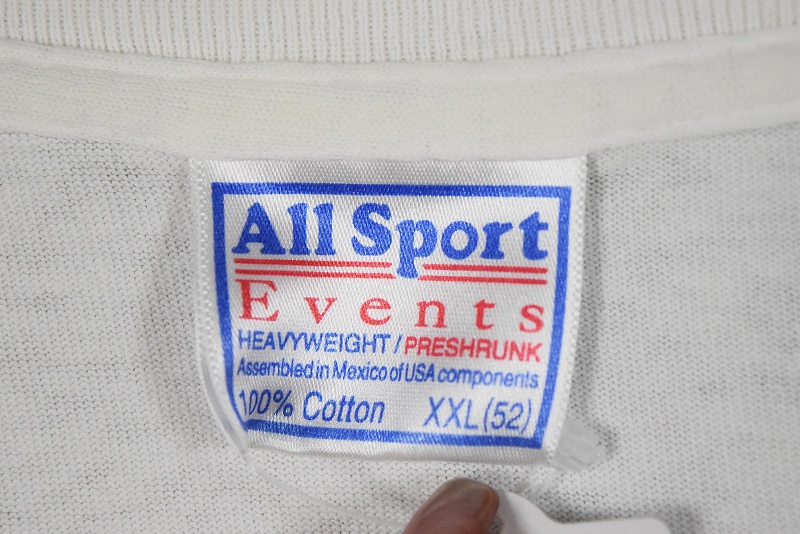 All Sport
Events
HEAVYWEIGHT / PRESHRUNK
Assembled in Mexico of USA components
100% Cotton XXL (52)